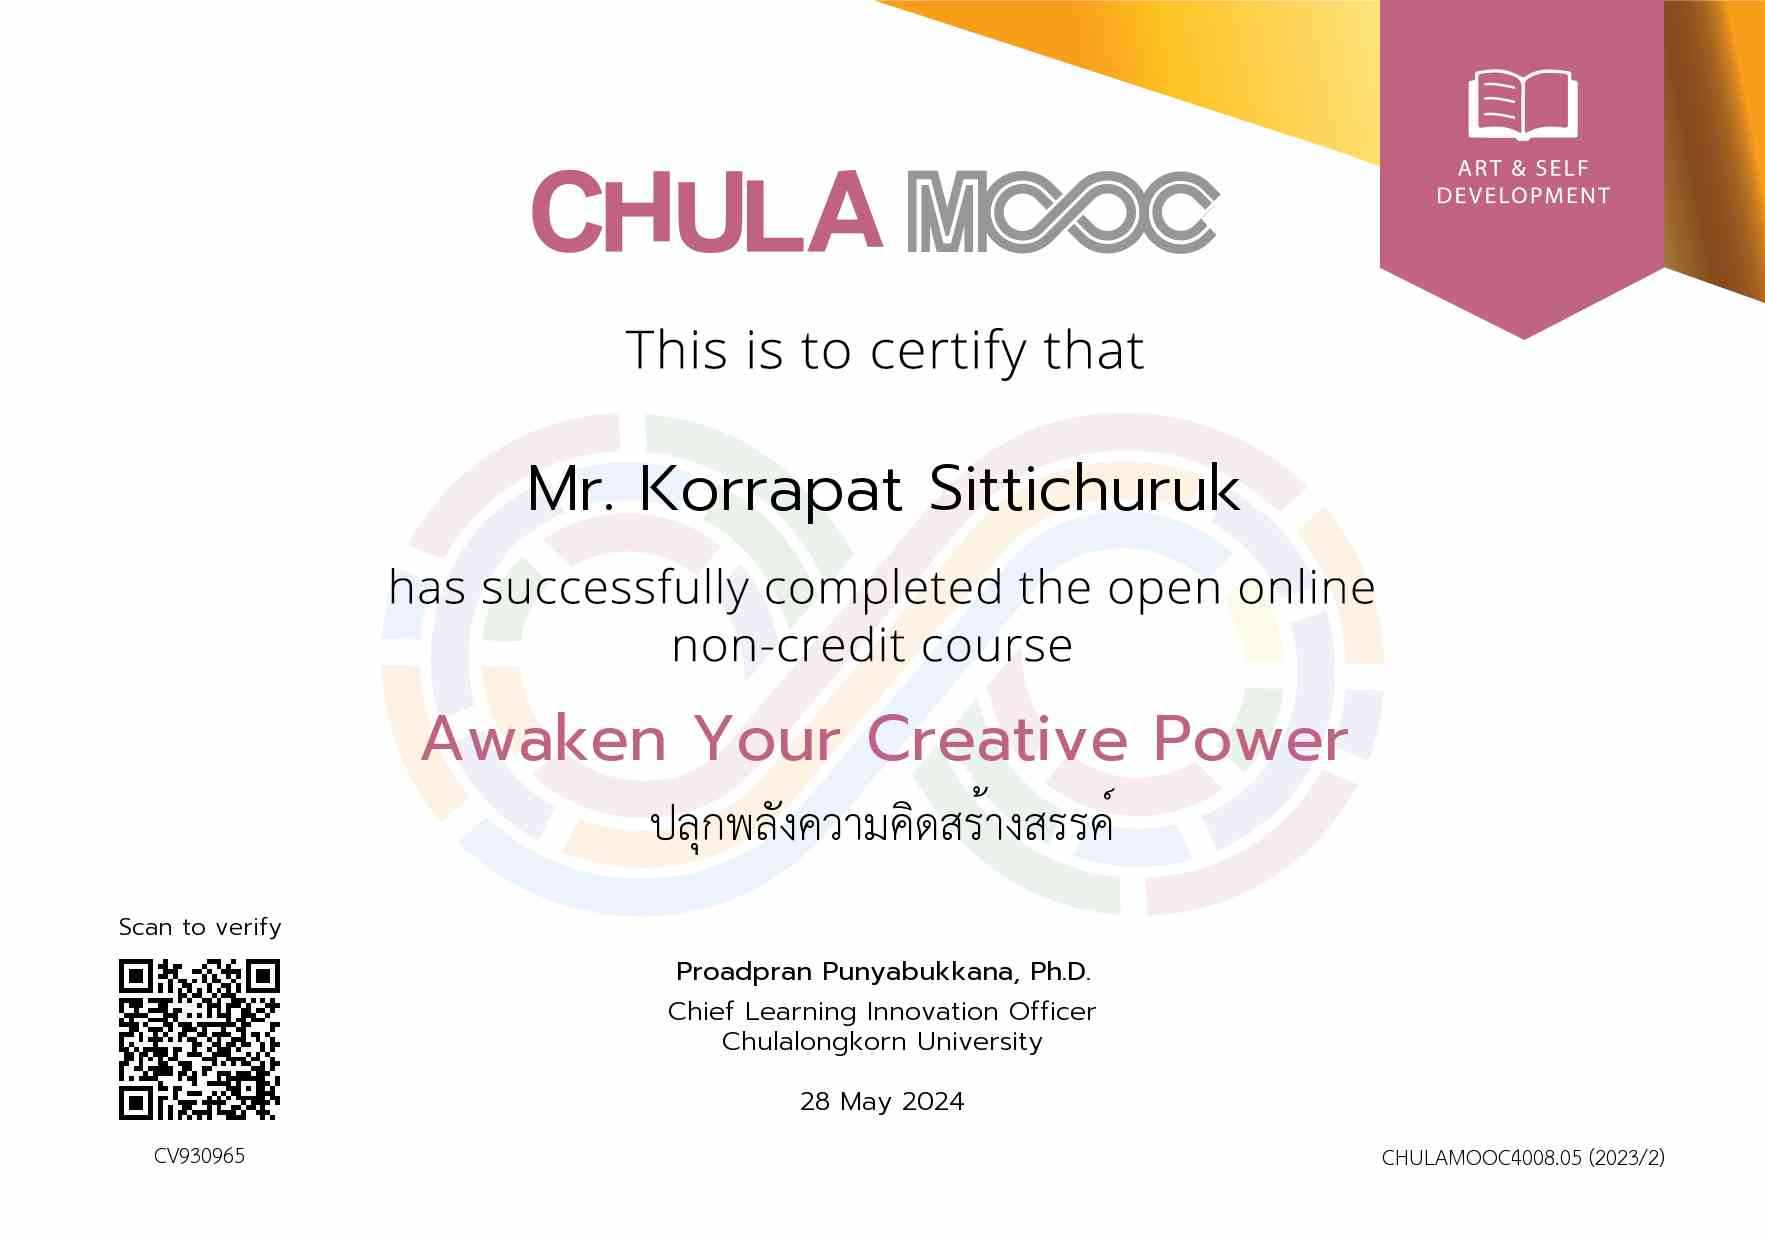 ART & SELF
DEVELOPMENT
CHULA MOOC
This is to certify that
Mr. Korrapat Sittichuruk
has successfully completed the open online
non-credit course
Awaken Your Creative Power
ปลุกพลังความคิดสร้างสรรค์
Scan to verify
Proadpran Punyabukkana, Ph.D.
Chief Learning Innovation Officer
Chulalongkorn University
28 May 2024
CV930965
CHULAMOOC4008.05 (2023/2)